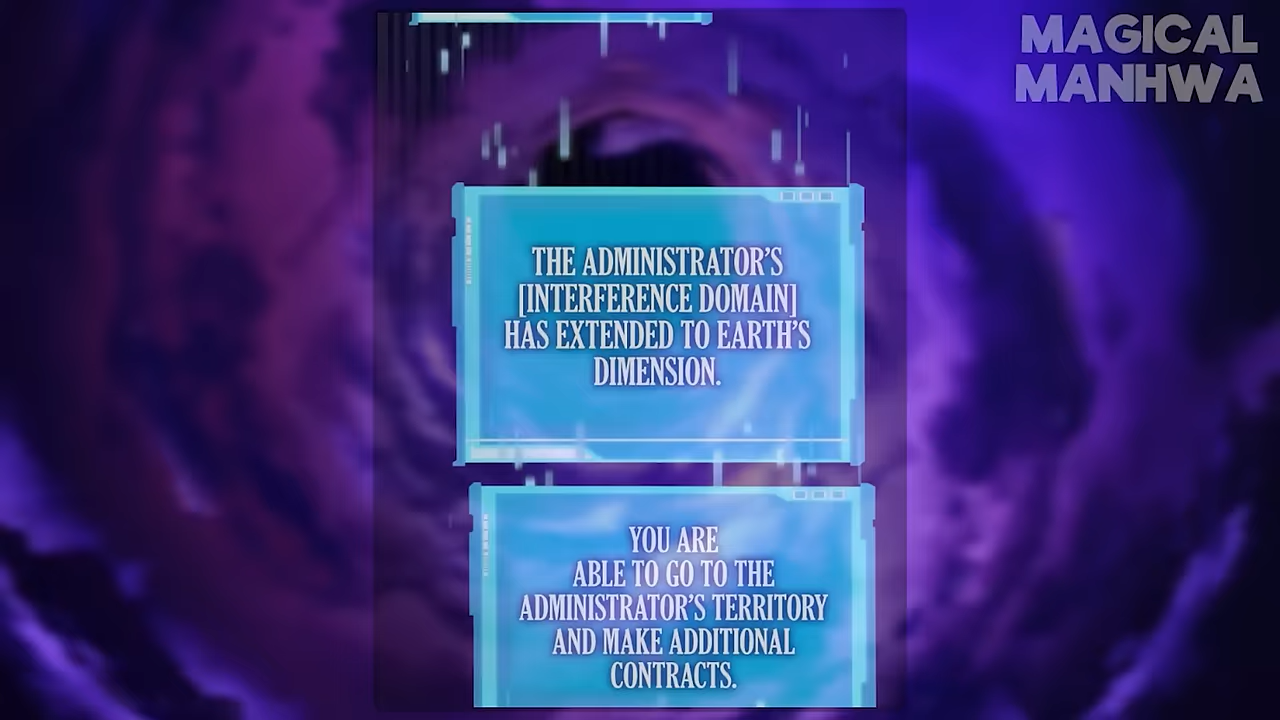 MAGICAL
MANHWA
THE ADMINISTRATOR'S
[INTERFERENCE DOMAIN]
HAS EXTENDED TO EARTH'S
DIMENSION.
YOU ARE
ABLE TO GO TO THE
ADMINISTRATOR'S TERRITORY
AND MAKE ADDITIONAL
CONTRACTS.